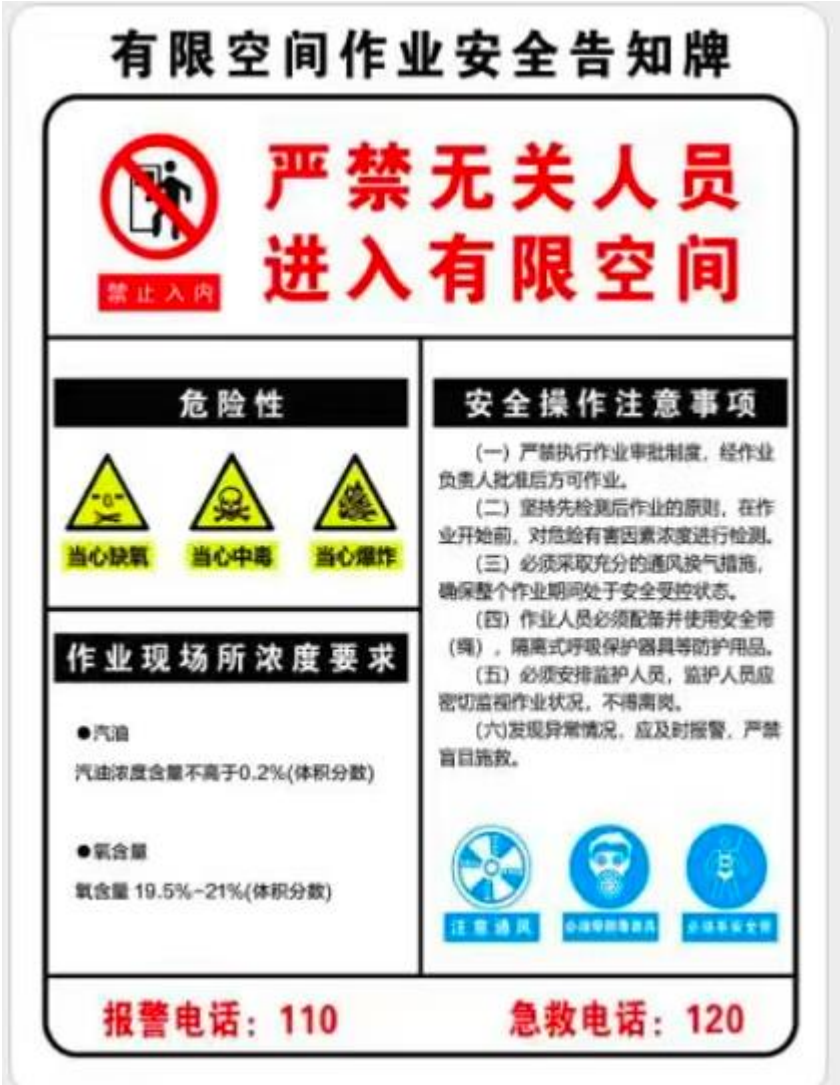 有限空间作业安全告知牌
严禁无关人员
进入有限空间
禁止入内
危险性
当心缺氧
当心中毒
当心爆炸
作业现场所浓度要求
●汽油
汽油浓度含量不高于0.2%(体积分数)
●氧含量
氧含量 19.5%~21%(体积分数)
安全操作注意事项
(一) 严禁执行作业审批制度，经作业
负责人批准后方可作业。
(二) 坚持先检测后作业的原则，在作
业开始前，对危险有害因素浓度进行检测。
(三) 必须采取充分的通风换气措施，
确保整个作业期间处于安全受控状态。
(四) 作业人员必须配备并使用安全带
(绳)，隔离式呼吸保护器具等防护用品。
(五) 必须安排监护人员，监护人员应
密切监视作业状况，不得离岗。
(六)发现异常情况，应及时报警，严禁
盲目施救。
注意通风
必须带防毒面具
必须系安全带
报警电话：110
急救电话：120